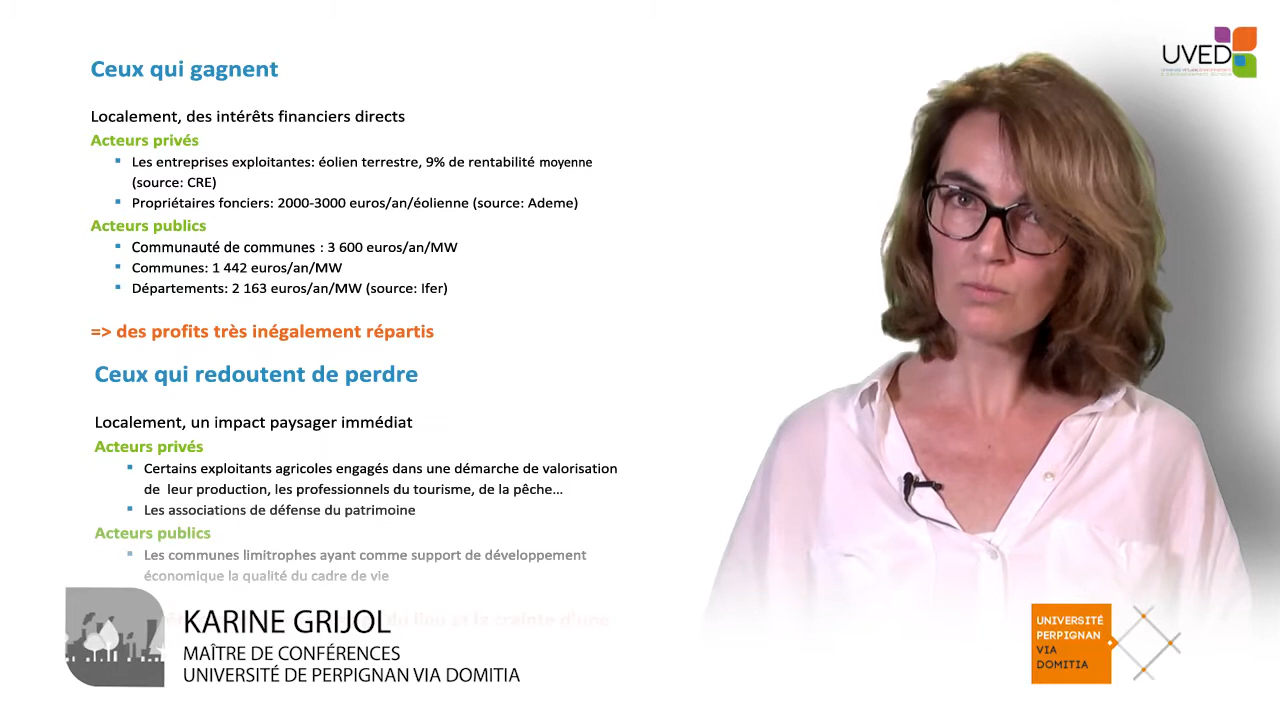 Ceux qui gagnent
Localement, des intérêts financiers directs
Acteurs privés
▪ Les entreprises exploitantes: éolien terrestre, 9% de rentabilité moyenne
(source: CRE)
▪ Propriétaires fonciers: 2000-3000 euros/an/éolienne (source: Ademe)
Acteurs publics
▪ Communauté de communes : 3 600 euros/an/MW
▪ Communes: 1 442 euros/an/MW
▪ Départements: 2 163 euros/an/MW (source: Ifer)
=> des profits très inégalement répartis
Ceux qui redoutent de perdre
Localement, un impact paysager immédiat
Acteurs privés
▪ Certains exploitants agricoles engagés dans une démarche de valorisation
de leur production, les professionnels du tourisme, de la pêche...
▪ Les associations de défense du patrimoine
Acteurs publics
▪ Les communes limitrophes ayant comme support de développement
économique la qualité du cadre de vie
du lieu et la crainte d'une
KARINE GRIJOL
MAÎTRE DE CONFÉRENCES
UNIVERSITÉ DE PERPIGNAN VIA DOMITIA
UVED
UNIVERSITÉ
PERPIGNAN
VIA
DOMITIA